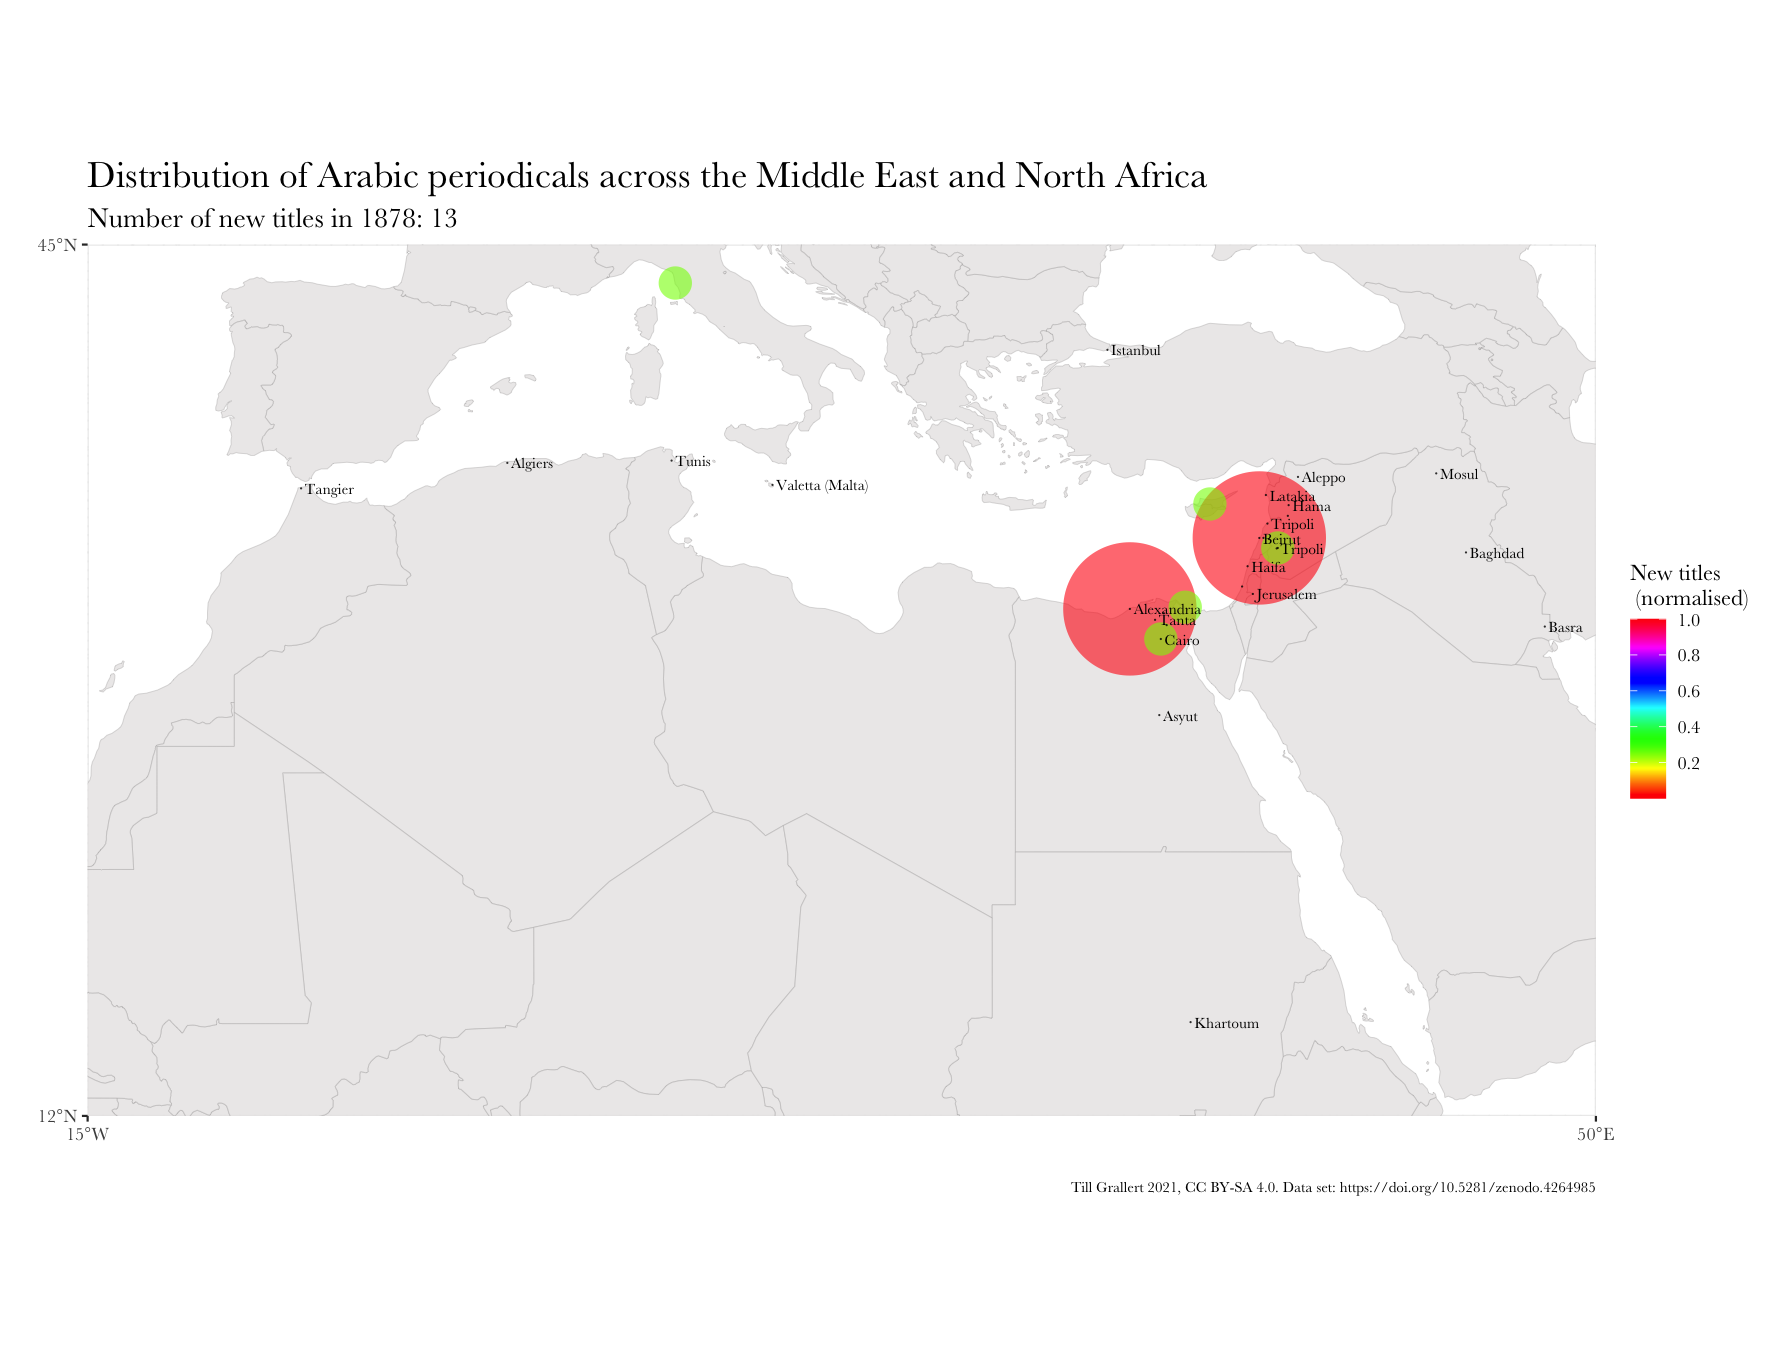 Distribution of Arabic periodicals across the Middle East and North Africa
Number of new titles in 1878: 13
45°N
Istanbul
Algiers
Tunis
Tangier
Valetta (Malta)
Aleppo
Mosul
Latakia
Hama
Tripoli
Beirut
Tripoli
Baghdad
Haifa
Jerusalem
Alexandria
Tanta
Cairo
Basra
Asyut
Khartoum
New titles
(normalised)
1.0
0.8
0.6
0.4
0.2
12°N
15°W
50°E
Till Grallert 2021, CC BY-SA 4.0. Data set: https://doi.org/10.5281/zenodo.4264985